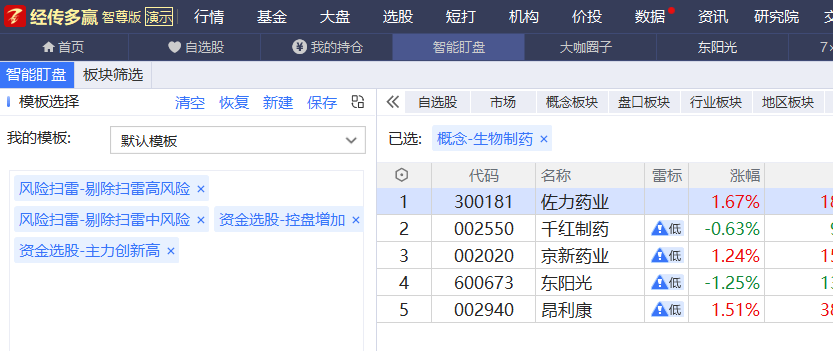 经传多赢 智尊版 演示 行情 基金 大盘 选股 短打 机构 价投 数据 资讯 研究院
首页 自选股 我的持仓 智能盯盘 大咖圈子 东阳光
智能盯盘 板块筛选
模板选择 清空 恢复 新建 保存 自选股 市场 概念板块 盘口板块 行业板块 地区板块
我的模板: 默认模板 已选: 概念-生物制药 ×
风险扫雷-剔除扫雷高风险 ×
风险扫雷-剔除扫雷中风险 × 资金选股-控盘增加 ×
资金选股-主力创新高 ×
代码 名称 雷标 涨幅
1 300181 佐力药业 1.67%
2 002550 千红制药 低 -0.63%
3 002020 京新药业 低 1.24%
4 600673 东阳光 低 -1.25%
5 002940 昂利康 低 1.51%